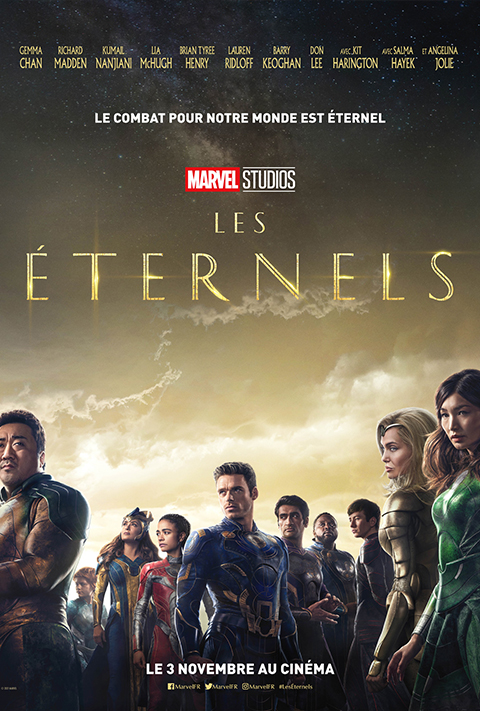 GEMMA CHAN RICHARD MADDEN KUMAIL NANJIANI LIA McHUGH BRIAN TYREE HENRY LAUREN RIDLOFF BARRY KEOGHAN DON LEE AVEC KIT HARINGTON AVEC SALMA HAYEK ET ANGELINA JOLIE
LE COMBAT POUR NOTRE MONDE EST ÉTERNEL
MARVEL STUDIOS
LES
ÉTERNELS
LE 3 NOVEMBRE AU CINÉMA
MarvelFR MarvelFR MarvelFR #LesÉternels